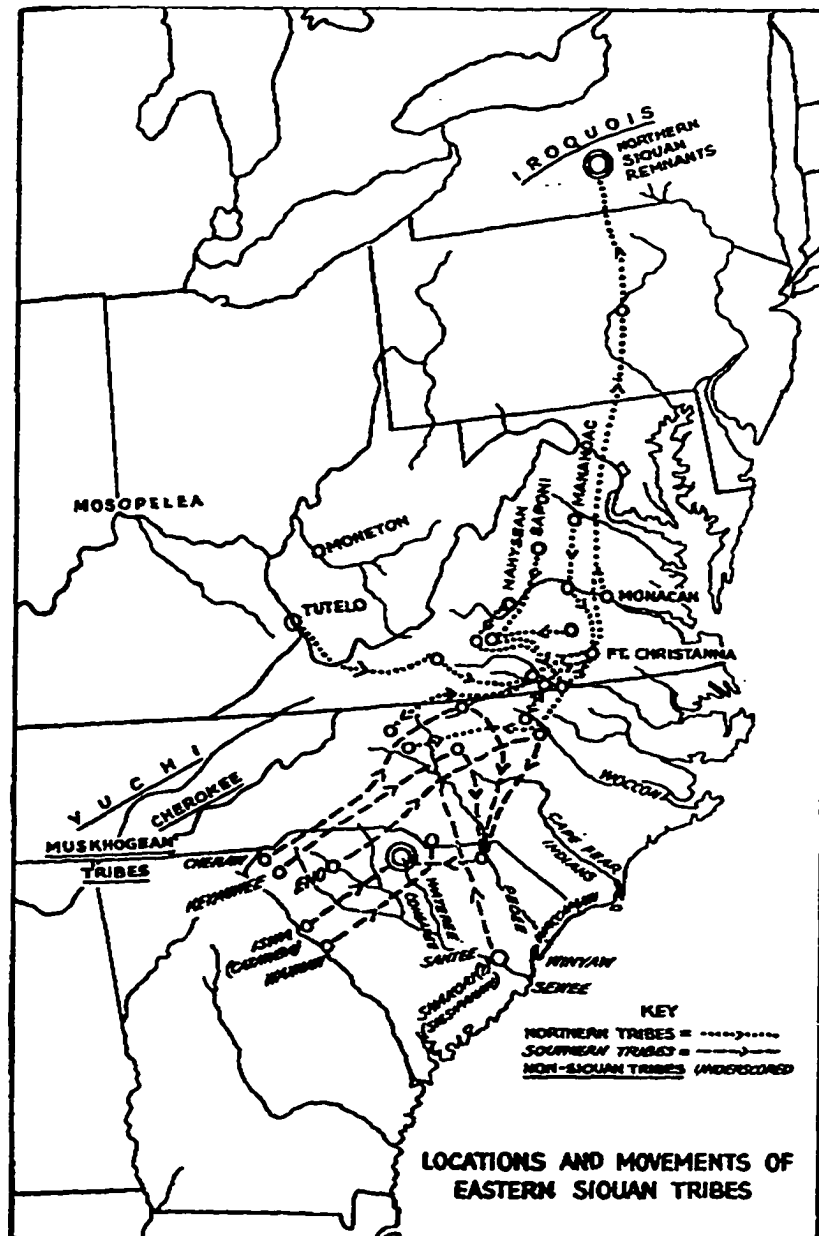 IROQUOIS
NORTHERN
SIOUAN
REMNANTS
MOSOPELEA
MONETON
TUTELO
NAHYSSAN
SAPONI
MANAHOAC
MONACAN
FT. CHRISTANNA
YUCHI
CHEROKEE
MUSKHOGEAN
TRIBES
CHERAW
KEYAUWEE
ENO
WOCCON
CAPE FEAR
INDIANS
PEDEE
WATEREE
SANTEE
WINYAW
SEWEE
KEY
NORTHERN TRIBES =
SOUTHERN TRIBES =
NON-SIOUAN TRIBES UNDERSCORED
LOCATIONS AND MOVEMENTS OF
EASTERN SIOUAN TRIBES